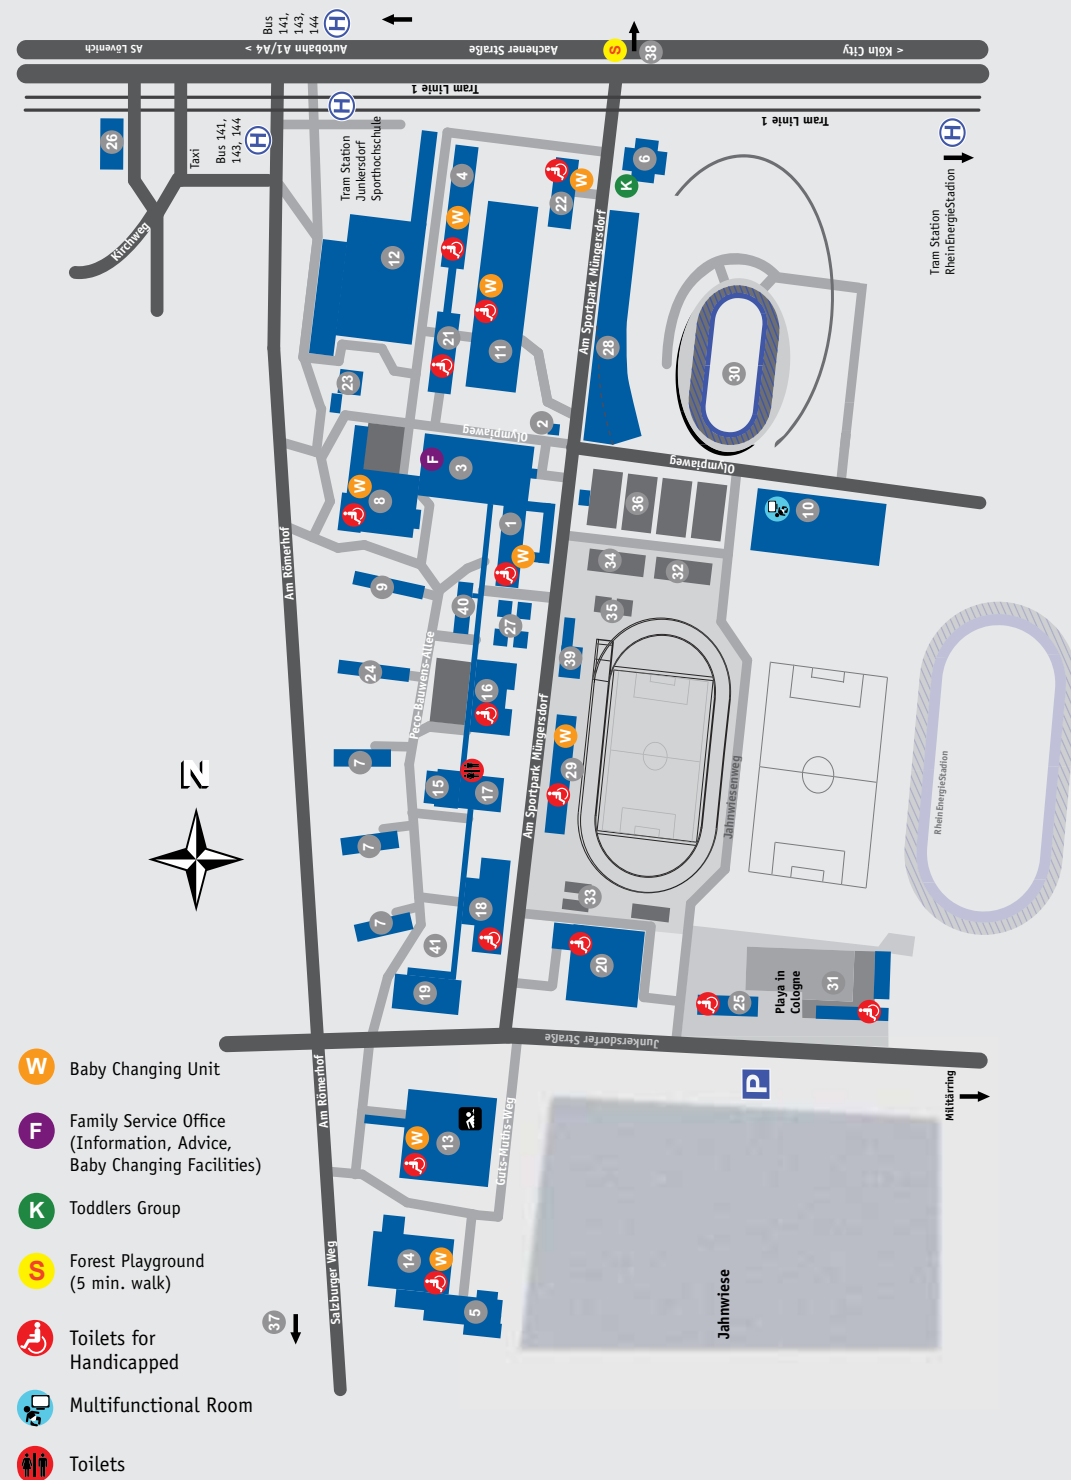 Bus
141,
143,
144
H
AS Lövenich
Autobahn A1/A4 >
Aachener Straße
S
38
< Köln City
Tram Linie 1
Tram Linie 1
H
H
H
26
Taxi
Bus 141,
143, 144
Tram Station
Junkersdorf
Sporthochschule
Tram Station
RheinEnergieStadion
Kirchweg
4
W
22
W
6
K
12
W
11
21
28
Am Sportpark Müngersdorf
30
23
2
Olympiaweg
Olympiaweg
F
3
W
8
1
W
36
10
34
32
35
Am Römerhof
9
40
27
39
24
Peco-Bauwens-Allee
16
W
29
Am Sportpark Müngersdorf
Jahnwiesenweg
RheinEnergieStadion
N
7
15
17
7
7
18
33
41
20
19
25
Playa in
Cologne
31
Junkersdorfer Straße
P
Militärring
Am Römerhof
W
13
Guts-Muths-Weg
14
W
5
Salzburger Weg
37
Jahnwiese
W
Baby Changing Unit
F
Family Service Office
(Information, Advice,
Baby Changing Facilities)
K
Toddlers Group
S
Forest Playground
(5 min. walk)
Toilets for
Handicapped
Multifunctional Room
Toilets